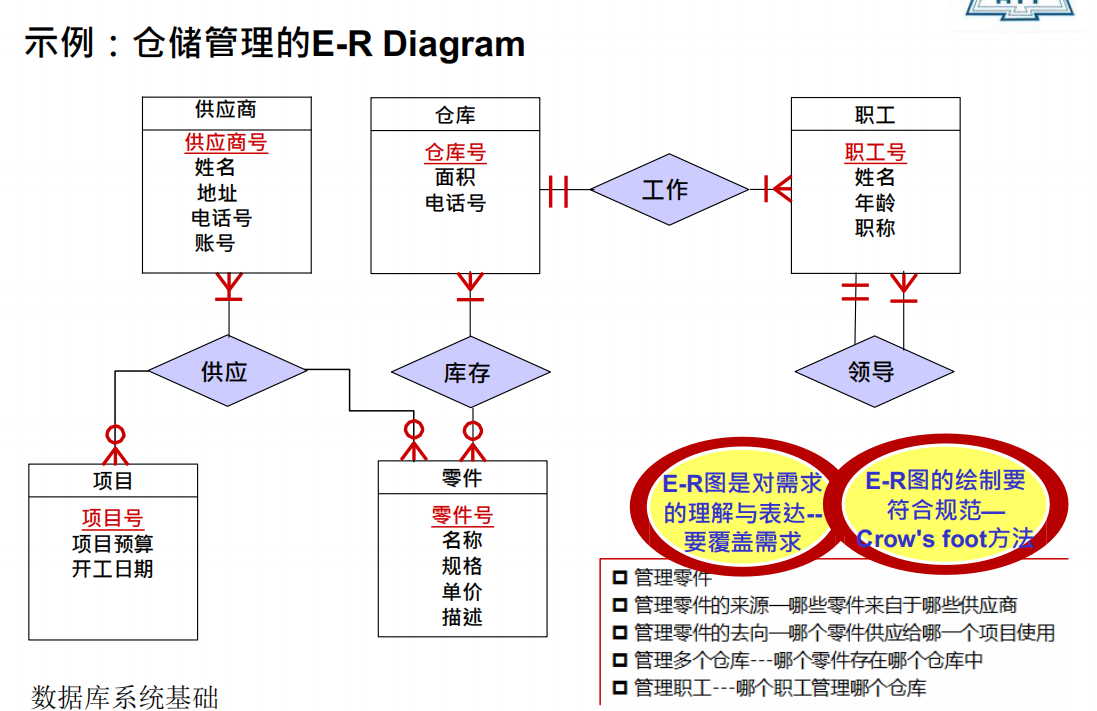 示例：仓储管理的E-R Diagram
供应商
供应商号
姓名
地址
电话号
账号
仓库
仓库号
面积
电话号
工作
职工
职工号
姓名
年龄
职称
供应
库存
领导
项目
项目号
项目预算
开工日期
零件
零件号
名称
规格
单价
描述
E-R图是对需求
的理解与表达--
要覆盖需求
E-R图的绘制要
符合规范—
Crow's foot方法
管理零件
管理零件的来源—哪些零件来自于哪些供应商
管理零件的去向—哪个零件供应给哪一个项目使用
管理多个仓库---哪个零件存在哪个仓库中
管理职工---哪个职工管理哪个仓库
数据库系统基础